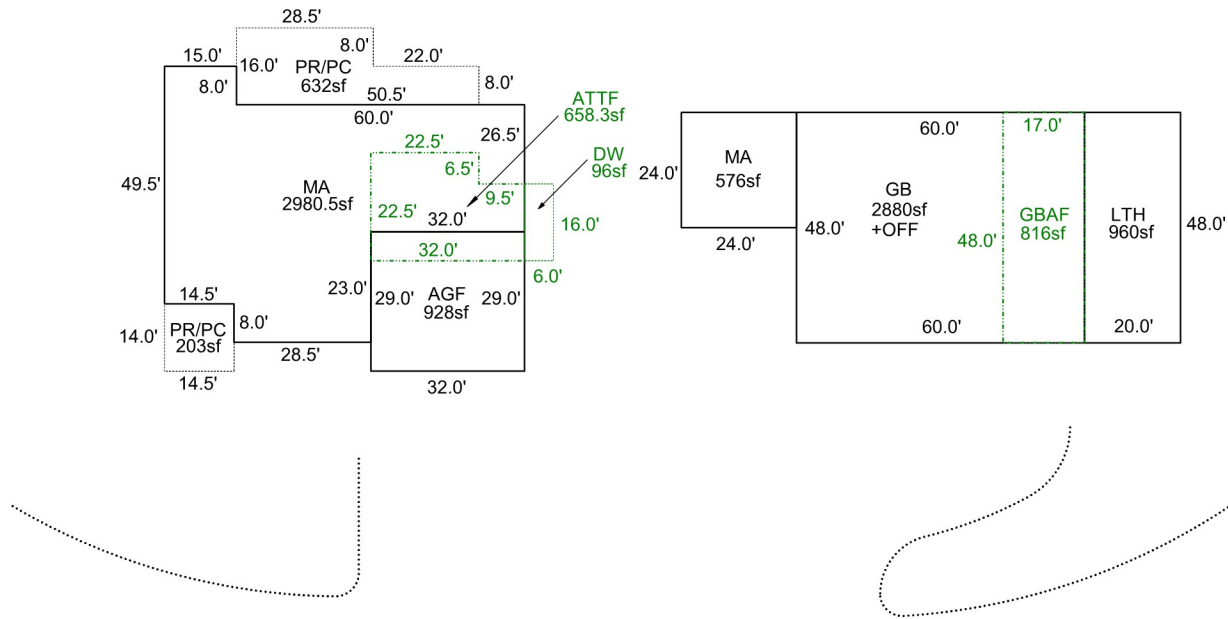 28.5'
15.0'
16.0'
8.0'
22.0'
8.0'
PR/PC
632sf
8.0'
50.5'
60.0'
ATTF
658.3sf
26.5'
22.5'
6.5'
DW
96sf
49.5'
MA
2980.5sf
22.5'
9.5'
32.0'
16.0'
32.0'
6.0'
14.5'
23.0'
29.0'
AGF
928sf
29.0'
14.0'
PR/PC
203sf
8.0'
28.5'
14.5'
32.0'
24.0'
MA
576sf
24.0'
60.0'
17.0'
48.0'
GB
2880sf
+OFF
48.0'
GBAF
816sf
LTH
960sf
48.0'
60.0'
20.0'